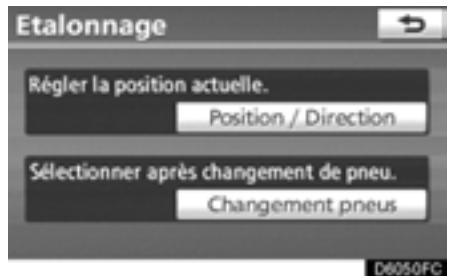 Etalonnage
Régler la position actuelle.
Position / Direction
Sélectionner après changement de pneu.
Changement pneus
D6050FC